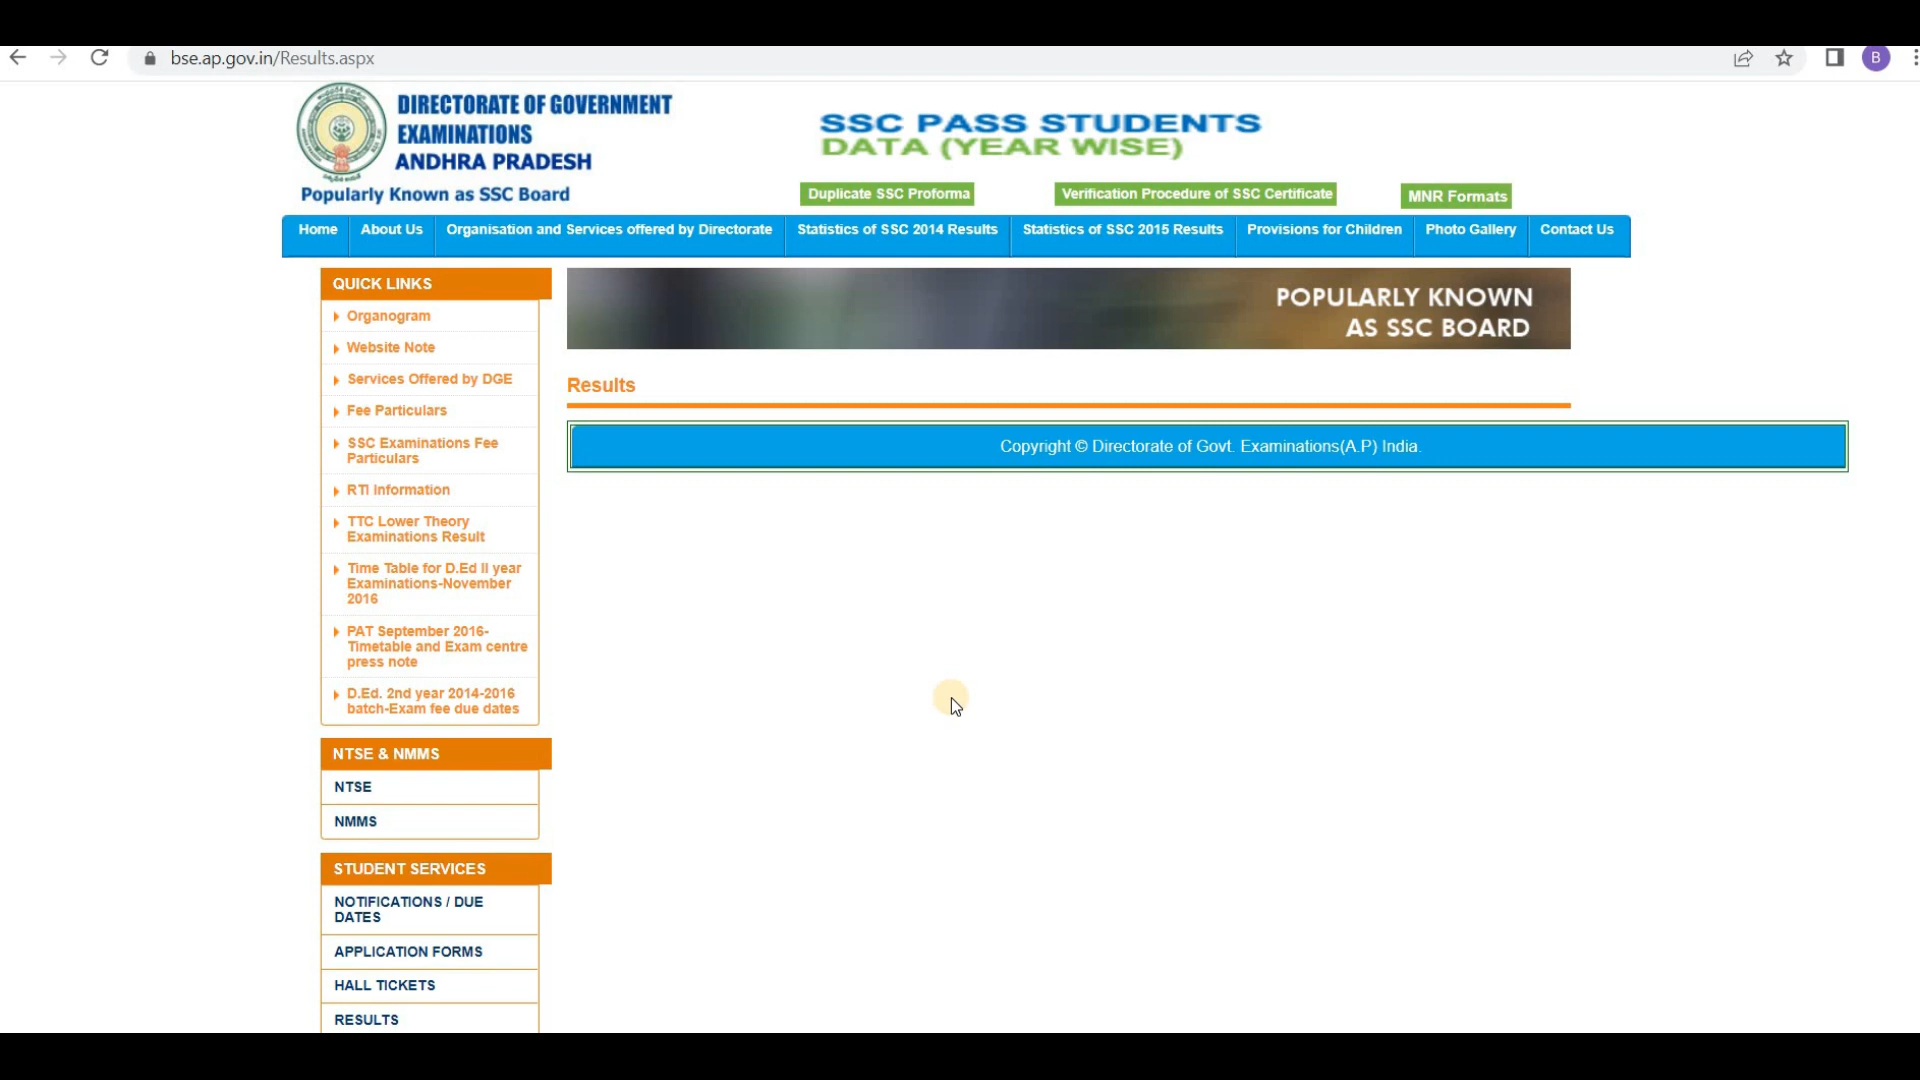 bse.ap.gov.in/Results.aspx
B
DIRECTORATE OF GOVERNMENT
EXAMINATIONS
ANDHRA PRADESH
Popularly Known as SSC Board
SSC PASS STUDENTS
DATA (YEAR WISE)
Duplicate SSC Proforma
Verification Procedure of SSC Certificate
MNR Formats
Home
About Us
Organisation and Services offered by Directorate
Statistics of SSC 2014 Results
Statistics of SSC 2015 Results
Provisions for Children
Photo Gallery
Contact Us
QUICK LINKS
Organogram
Website Note
Services Offered by DGE
Fee Particulars
SSC Examinations Fee
Particulars
RTI Information
TTC Lower Theory
Examinations Result
Time Table for D.Ed II year
Examinations-November
2016
PAT September 2016-
Timetable and Exam centre
press note
D.Ed. 2nd year 2014-2016
batch-Exam fee due dates
NTSE & NMMS
NTSE
NMMS
STUDENT SERVICES
NOTIFICATIONS / DUE
DATES
APPLICATION FORMS
HALL TICKETS
RESULTS
POPULARLY KNOWN
AS SSC BOARD
Results
Copyright © Directorate of Govt. Examinations(A.P) India.